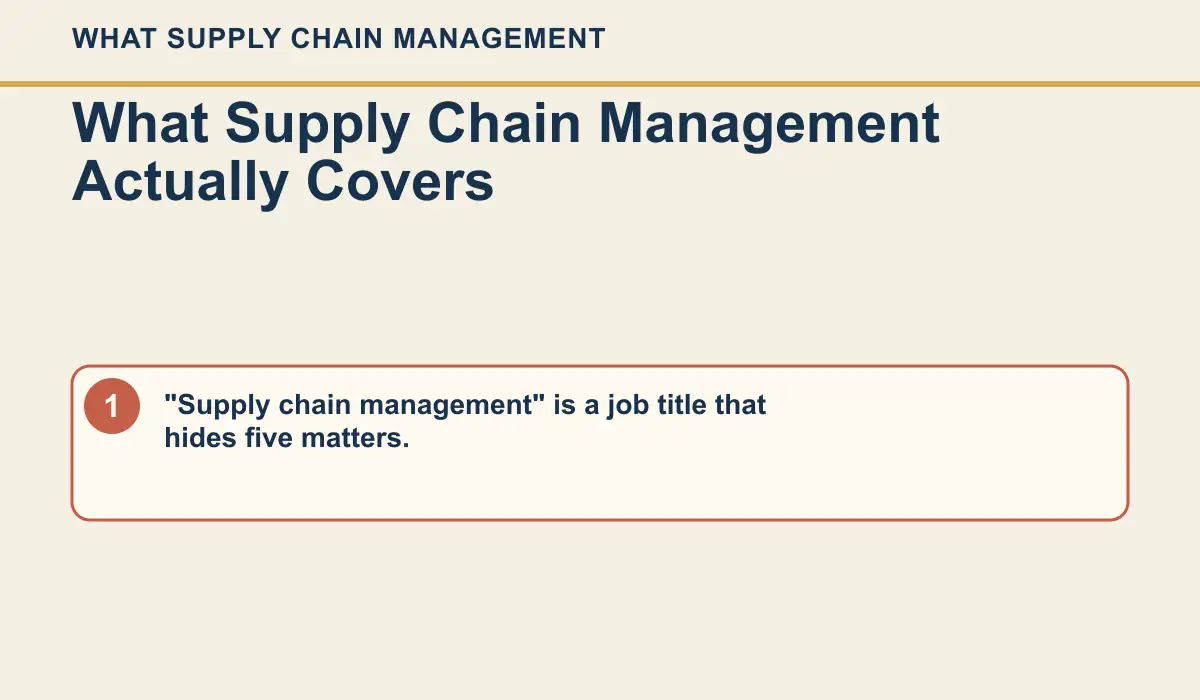 WHAT SUPPLY CHAIN MANAGEMENT
What Supply Chain Management
Actually Covers
1
"Supply chain management" is a job title that
hides five matters.